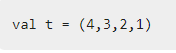 val t = (4,3,2,1)